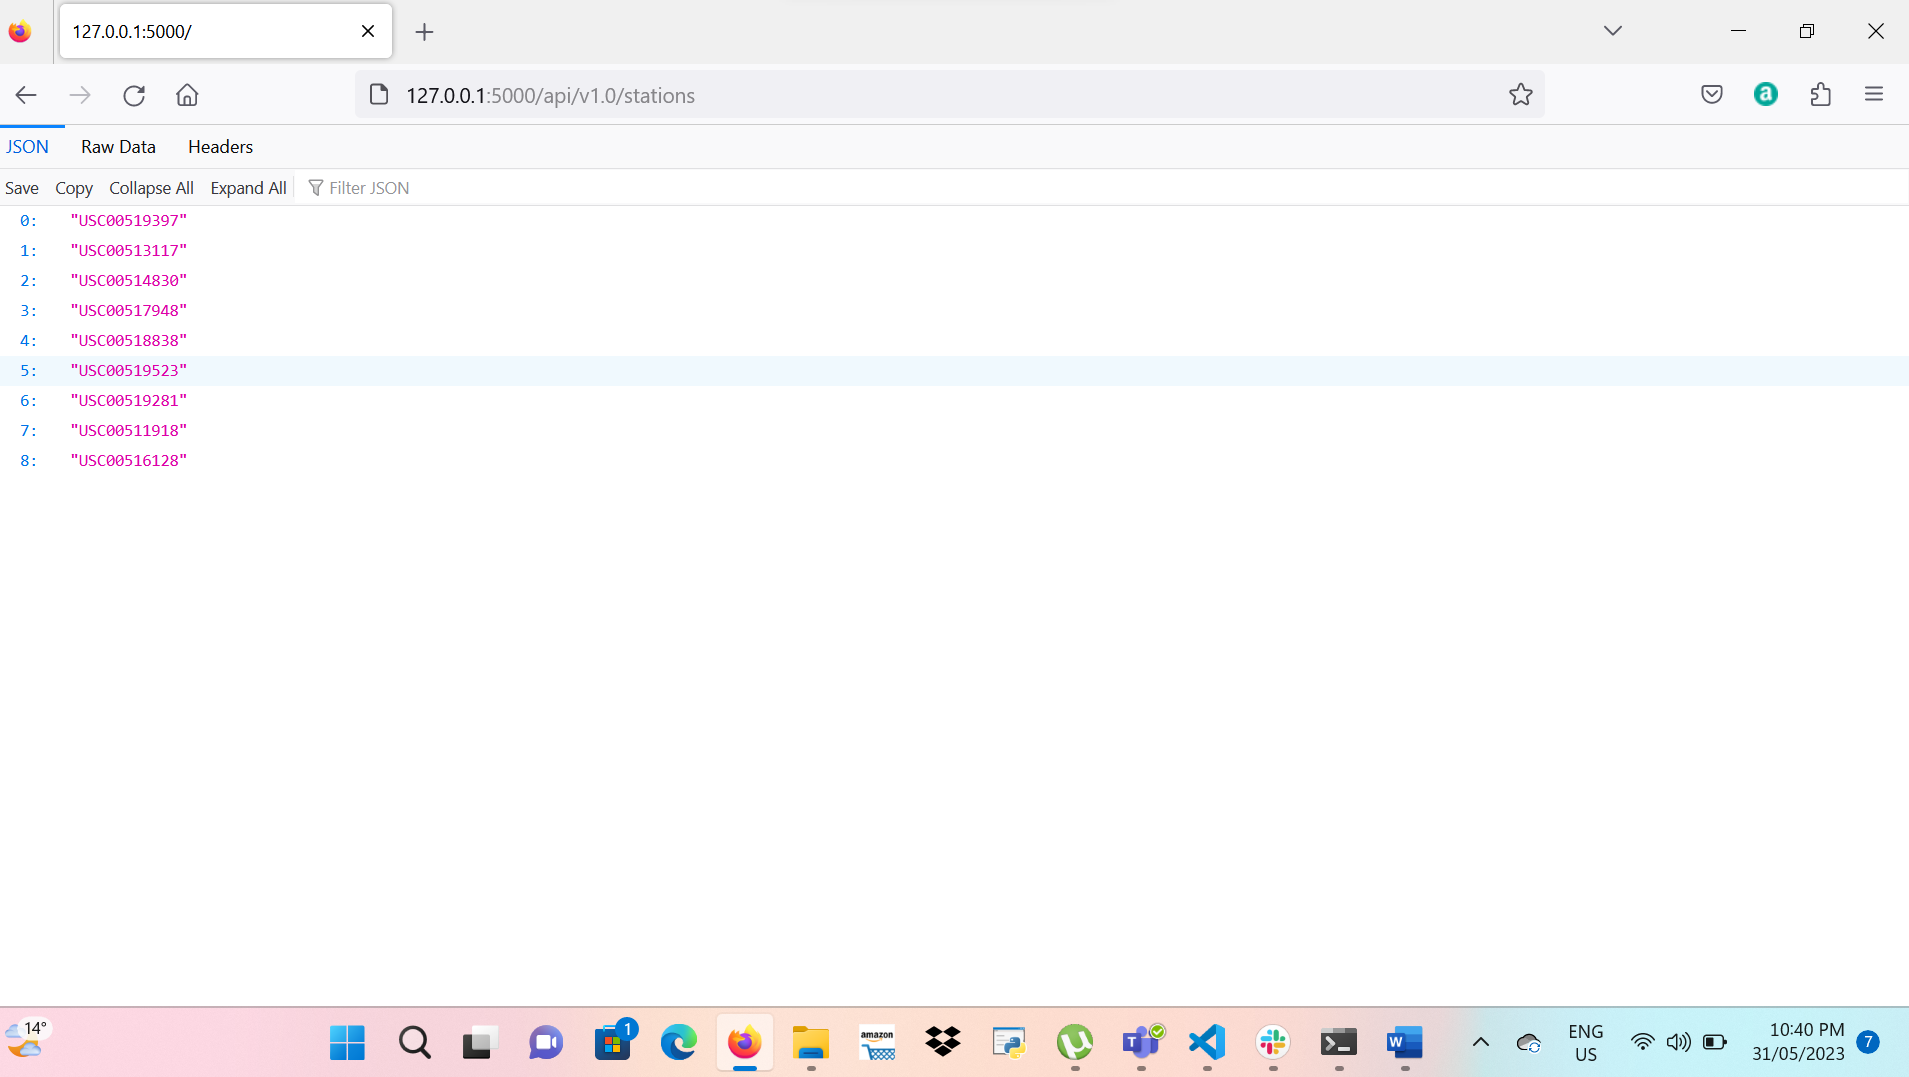 127.0.0.1:5000/
127.0.0.1:5000/api/v1.0/stations
JSON Raw Data Headers
Save Copy Collapse All Expand All Filter JSON
0: "USC00519397"
1: "USC00513117"
2: "USC00514830"
3: "USC00517948"
4: "USC00518838"
5: "USC00519523"
6: "USC00519281"
7: "USC00511918"
8: "USC00516128"
14°
1
amazon
T
W
ENG
US
10:40 PM
31/05/2023
7